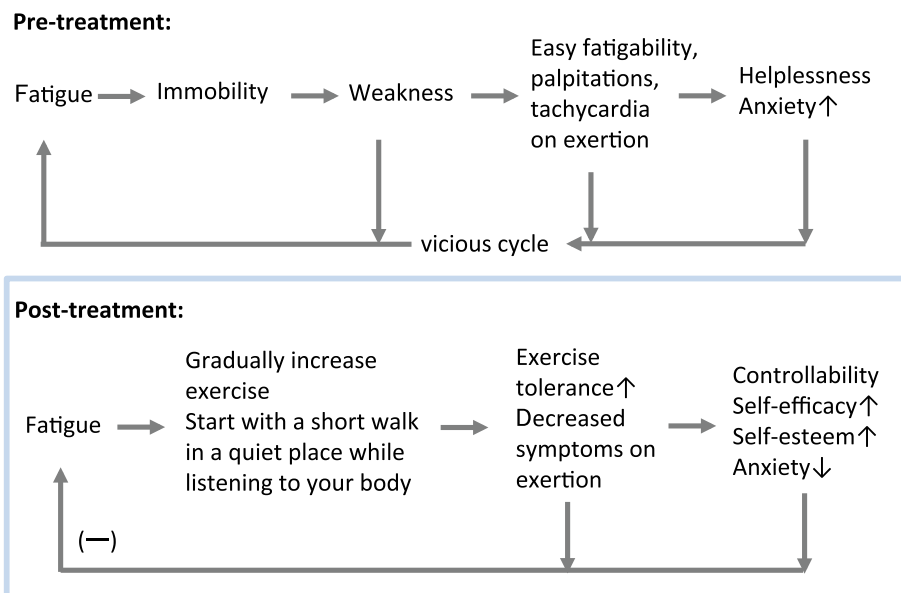 Pre-treatment:
Fatigue
Immobility
Weakness
Easy fatigability,
palpitations,
tachycardia
on exertion
Helplessness
Anxiety↑
vicious cycle
Post-treatment:
Fatigue
Gradually increase
exercise
Start with a short walk
in a quiet place while
listening to your body
Exercise
tolerance↑
Decreased
symptoms on
exertion
Controllability
Self-efficacy↑
Self-esteem↑
Anxiety↓
(—)